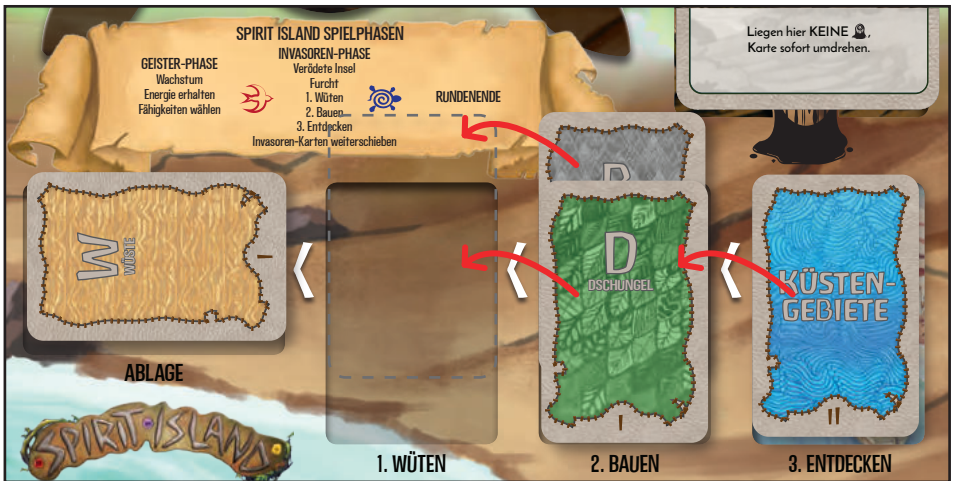 SPIRIT ISLAND SPIELPHASEN
GEISTER-PHASE
Wachstum
Energie erhalten
Fähigkeiten wählen
INVASOREN-PHASE
Verödete Insel
Furcht
1. Wüten
2. Bauen
3. Entdecken
Invasoren-Karten weiterschieben
RUNDENENDE
Liegen hier KEINE ,
Karte sofort umdrehen.
W
WÜSTE
I
D
DSCHUNGEL
I
KÜSTEN-
GEBIETE
II
ABLAGE
SPIRIT ISLAND
1. WÜTEN
2. BAUEN
3. ENTDECKEN